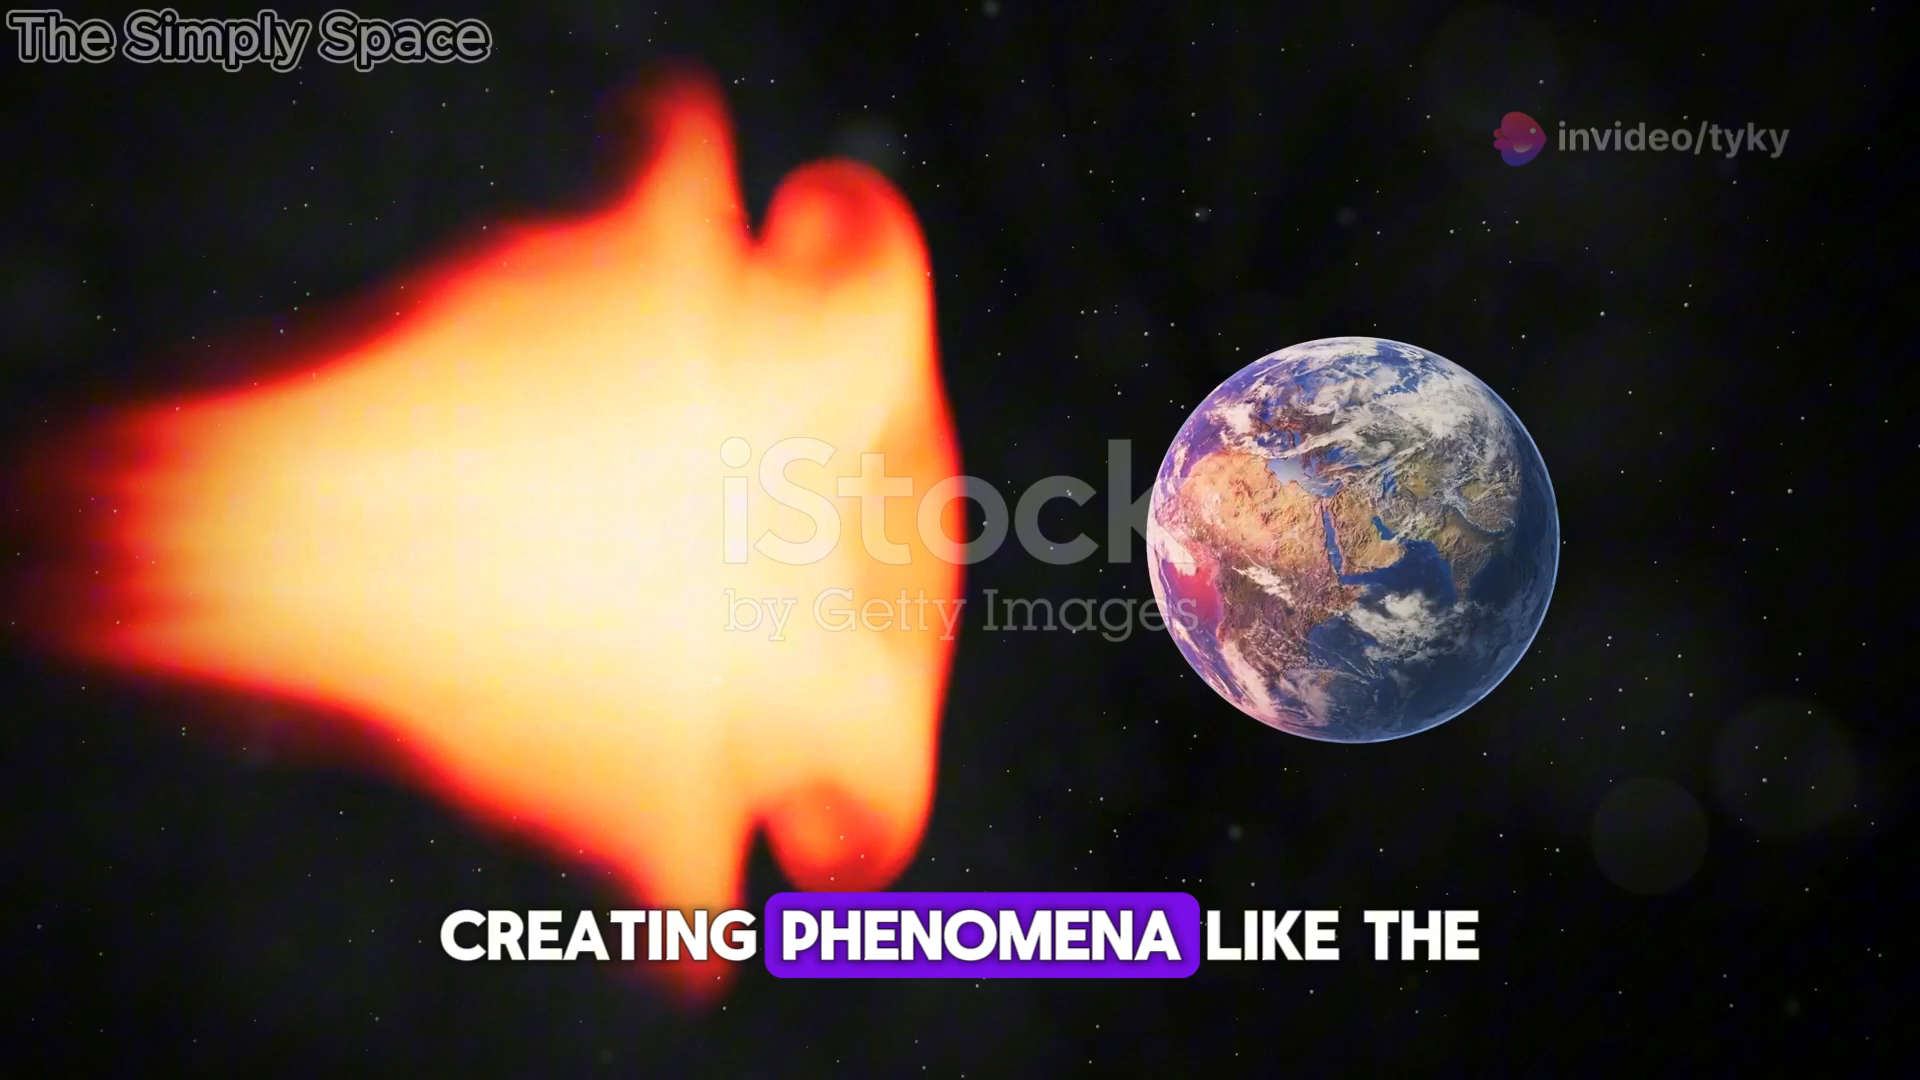 The Simply Space
invideo/tyky
iStock
by Getty Images
CREATING PHENOMENA LIKE THE